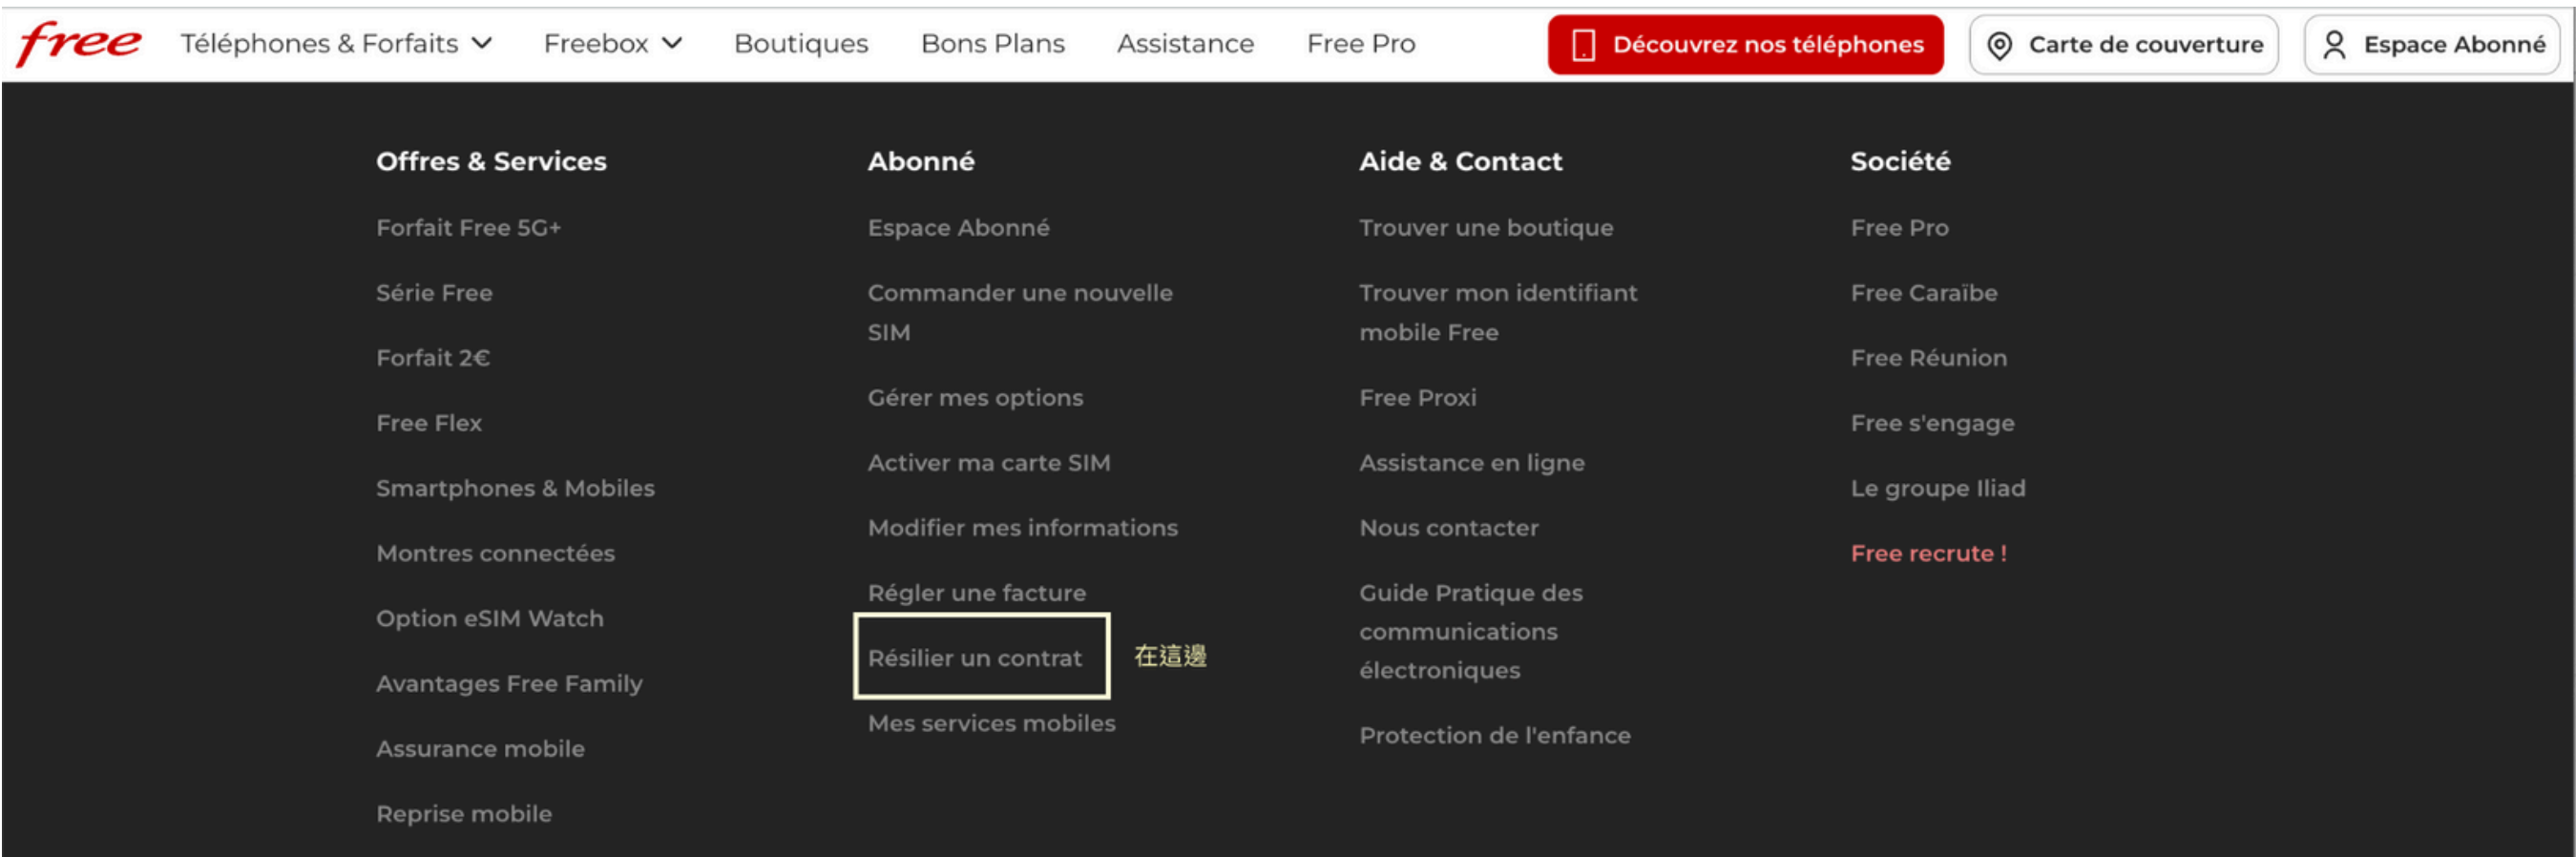 free
Téléphones & Forfaits
Freebox
Boutiques
Bons Plans
Assistance
Free Pro
Découvrez nos téléphones
Carte de couverture
Espace Abonné
Offres & Services
Forfait Free 5G+
Série Free
Forfait 2€
Free Flex
Smartphones & Mobiles
Montres connectées
Option eSIM Watch
Avantages Free Family
Assurance mobile
Reprise mobile
Abonné
Espace Abonné
Commander une nouvelle
SIM
Gérer mes options
Activer ma carte SIM
Modifier mes informations
Régler une facture
Résilier un contrat
在這邊
Mes services mobiles
Aide & Contact
Trouver une boutique
Trouver mon identifiant
mobile Free
Free Proxi
Assistance en ligne
Nous contacter
Guide Pratique des
communications
électroniques
Protection de l'enfance
Société
Free Pro
Free Caraïbe
Free Réunion
Free s'engage
Le groupe Iliad
Free recrute !